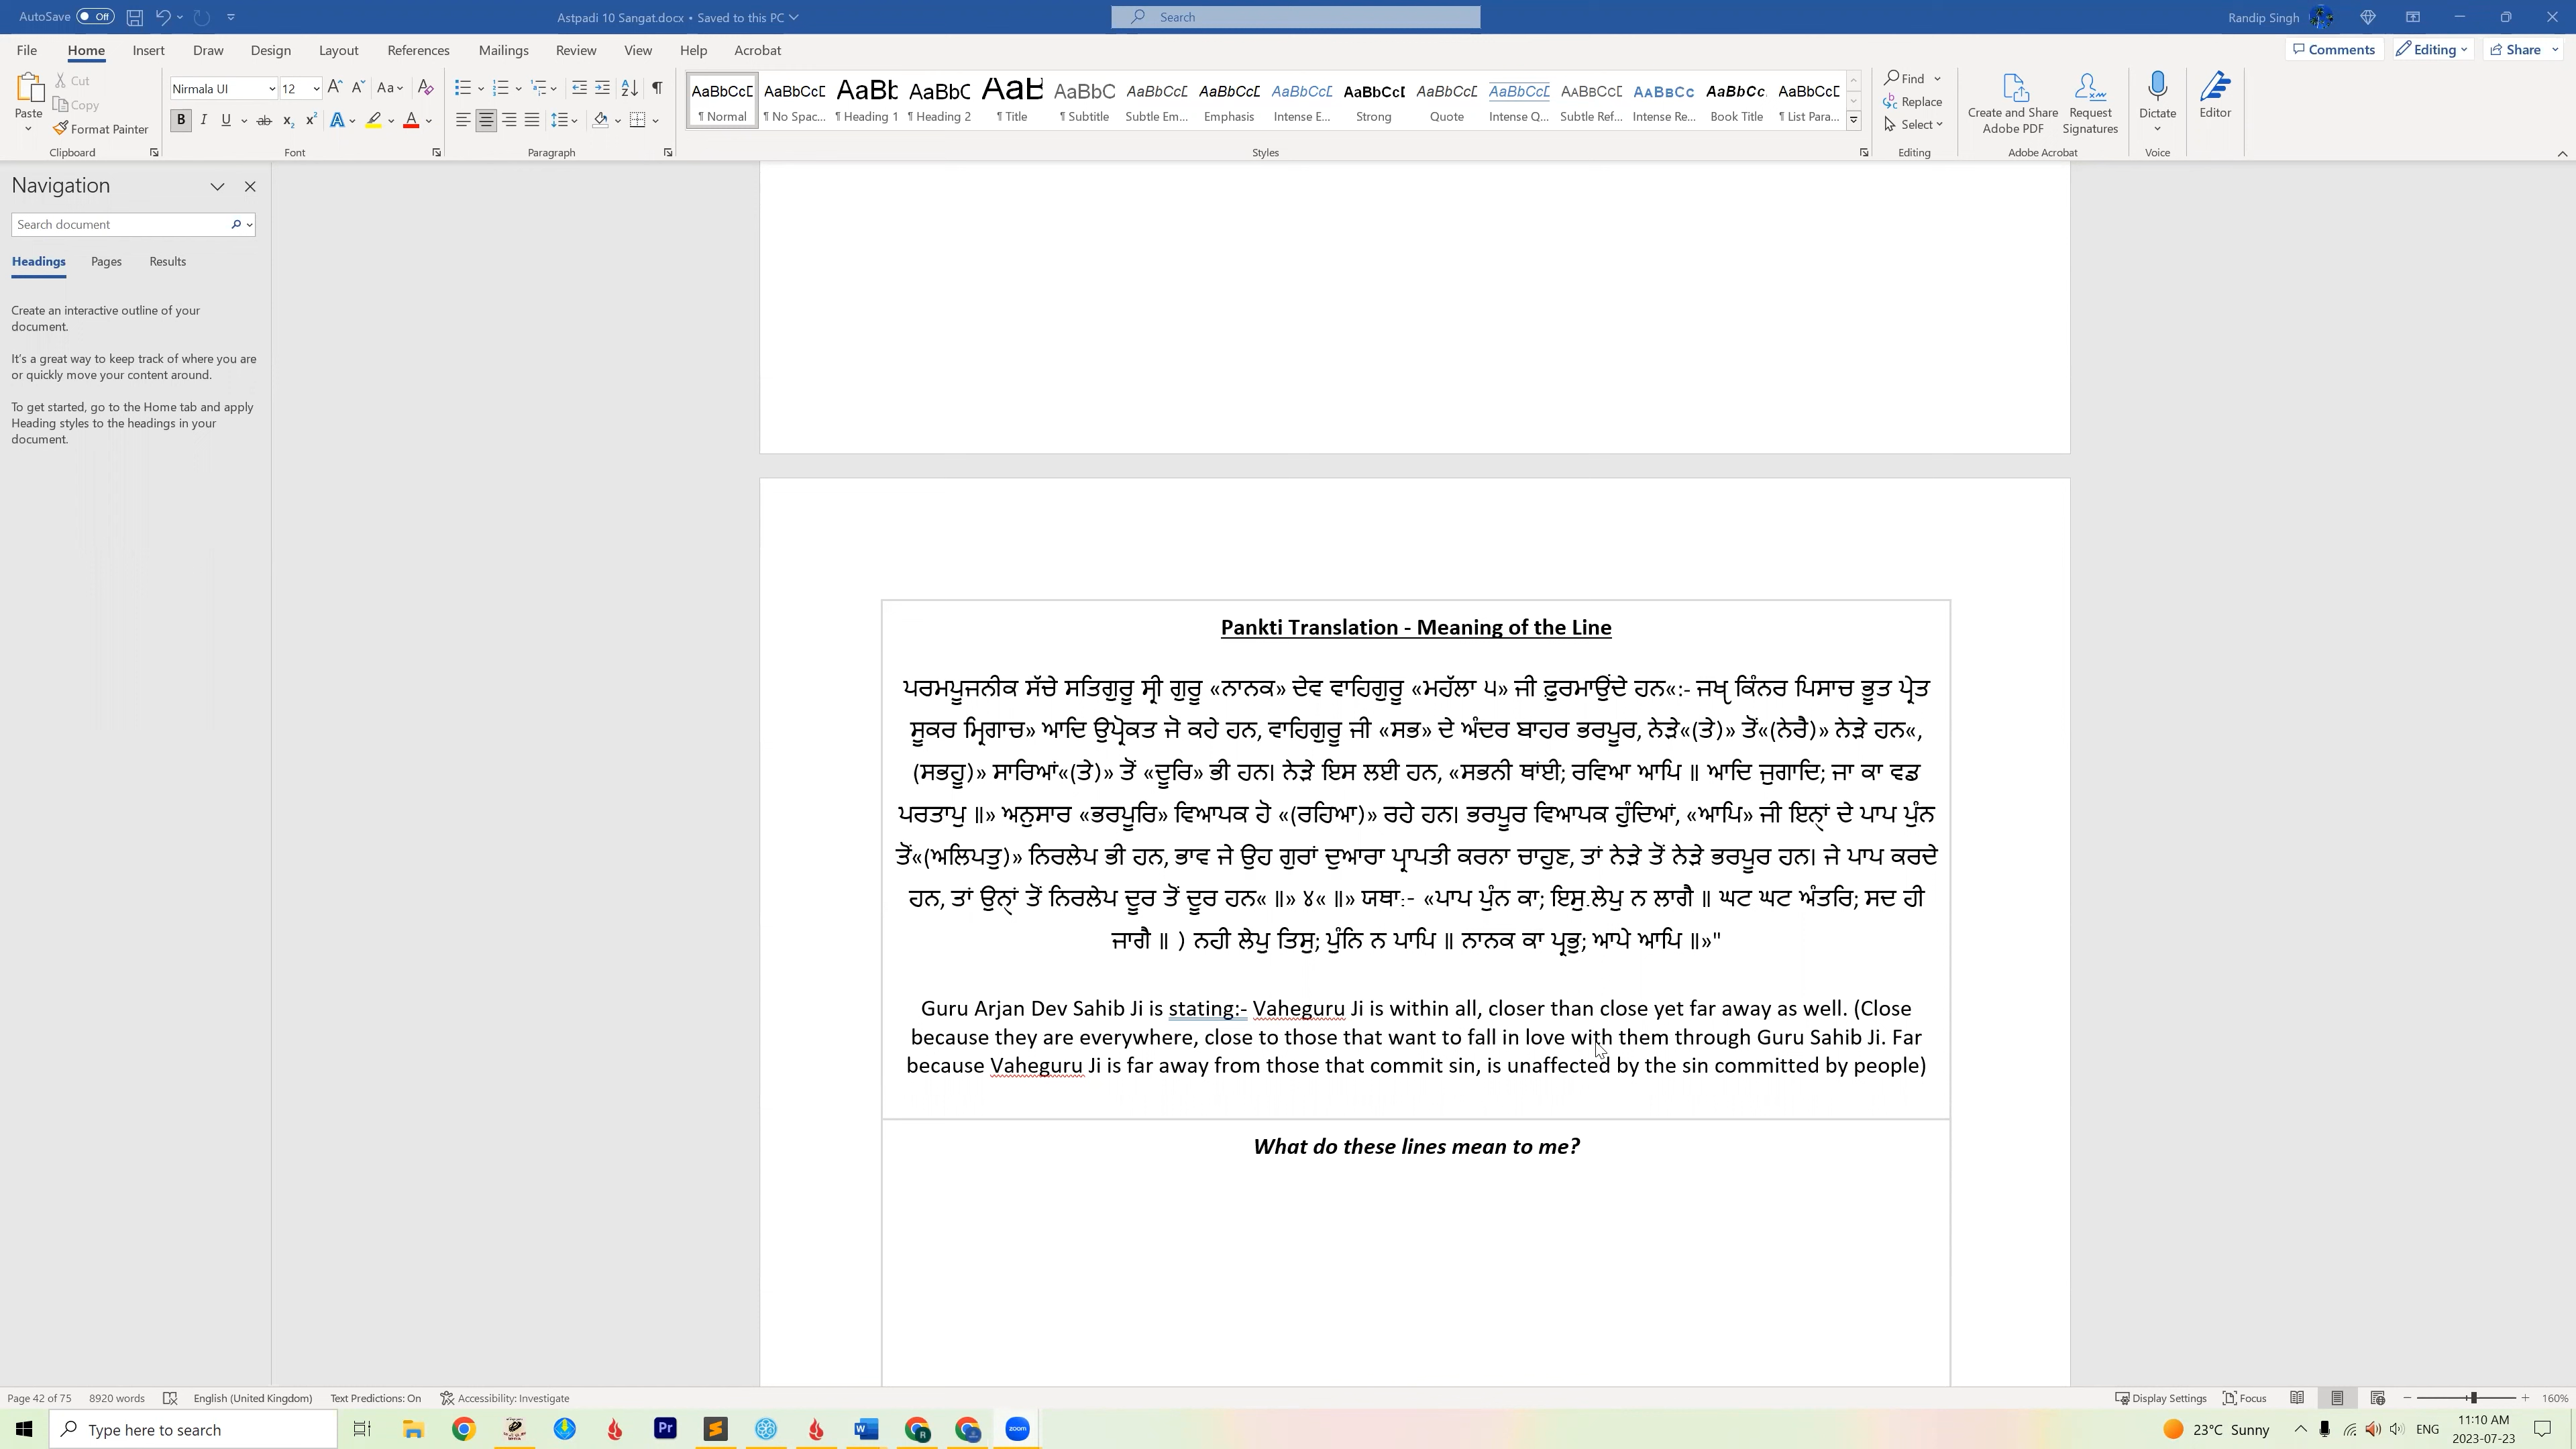 AutoSave Off
Astpadi 10 Sangat.docx • Saved to this PC
Search
Randip Singh
File Home Insert Draw Design Layout References Mailings Review View Help Acrobat
Comments Editing Share
Paste
Cut
Copy
Format Painter
Clipboard
Nirmala UI 12
Font
Paragraph
AaBbCcD AaBbCcD AaBb AaBbC AaB AaBbC AaBbCcD AaBbCcD AaBbCcD AaBbCcD AaBbCcD AaBbCcD AaBbCcD AaBbCc AaBbCc AaBbCcD
¶ Normal ¶ No Spac... ¶ Heading 1 ¶ Heading 2 ¶ Title ¶ Subtitle Subtle Em... Emphasis Intense E... Strong Quote Intense Q... Subtle Ref... Intense Re... Book Title ¶ List Para...
Styles
Find
Replace
Select
Editing
Create and Share Adobe PDF
Request Signatures
Adobe Acrobat
Dictate
Voice
Editor
Navigation
Search document
Headings Pages Results
Create an interactive outline of your
document.
It's a great way to keep track of where you are
or quickly move your content around.
To get started, go to the Home tab and apply
Heading styles to the headings in your
document.
Pankti Translation - Meaning of the Line
ਪਰਮਪੂਜਨੀਕ ਸੱਚੇ ਸਤਿਗੁਰੂ ਸ੍ਰੀ ਗੁਰੂ «ਨਾਨਕ» ਦੇਵ ਵਾਹਿਗੁਰੂ «ਮਹੱਲਾ ੫» ਜੀ ਫ਼ੁਰਮਾਉਂਦੇ ਹਨ«:- ਜਖੵ ਕਿੰਨਰ ਪਿਸਾਚ ਭੂਤ ਪ੍ਰੇਤ
ਸੂਕਰ ਮ੍ਰਿਗਾਚ» ਆਦਿ ਉਪ੍ਰੋਕਤ ਜੋ ਕਹੇ ਹਨ, ਵਾਹਿਗੁਰੂ ਜੀ «ਸਭ» ਦੇ ਅੰਦਰ ਬਾਹਰ ਭਰਪੂਰ, ਨੇੜੇ«(ਤੇ)» ਤੋਂ«(ਨੇਰੈ)» ਨੇੜੇ ਹਨ«,
(ਸਭਹੂ)» ਸਾਰਿਆਂ«(ਤੇ)» ਤੋਂ «ਦੂਰਿ» ਭੀ ਹਨ। ਨੇੜੇ ਇਸ ਲਈ ਹਨ, «ਸਭਨੀ ਥਾਂਈ; ਰਵਿਆ ਆਪਿ ॥ ਆਦਿ ਜੁਗਾਦਿ; ਜਾ ਕਾ ਵਡ
ਪਰਤਾਪੁ ॥» ਅਨੁਸਾਰ «ਭਰਪੂਰਿ» ਵਿਆਪਕ ਹੋ «(ਰਹਿਆ)» ਰਹੇ ਹਨ। ਭਰਪੂਰ ਵਿਆਪਕ ਹੁੰਦਿਆਂ, «ਆਪਿ» ਜੀ ਇਨ੍ਹਾਂ ਦੇ ਪਾਪ ਪੁੰਨ
ਤੋਂ«(ਅਲਿਪਤੁ)» ਨਿਰਲੇਪ ਭੀ ਹਨ, ਭਾਵ ਜੇ ਉਹ ਗੁਰਾਂ ਦੁਆਰਾ ਪ੍ਰਾਪਤੀ ਕਰਨਾ ਚਾਹੁਣ, ਤਾਂ ਨੇੜੇ ਤੋਂ ਨੇੜੇ ਭਰਪੂਰ ਹਨ। ਜੇ ਪਾਪ ਕਰਦੇ
ਹਨ, ਤਾਂ ਉਨ੍ਹਾਂ ਤੋਂ ਨਿਰਲੇਪ ਦੂਰ ਤੋਂ ਦੂਰ ਹਨ« ॥» ੪« ॥» ਯਥਾ:- «ਪਾਪ ਪੁੰਨ ਕਾ; ਇਸੁ ਲੇਪੁ ਨ ਲਾਗੈ ॥ ਘਟ ਘਟ ਅੰਤਰਿ; ਸਦ ਹੀ
ਜਾਗੈ ॥ ) ਨਹੀ ਲੇਪੁ ਤਿਸੁ; ਪੁੰਨਿ ਨ ਪਾਪਿ ॥ ਨਾਨਕ ਕਾ ਪ੍ਰਭੁ; ਆਪੇ ਆਪਿ ॥»"
Guru Arjan Dev Sahib Ji is stating:- Vaheguru Ji is within all, closer than close yet far away as well. (Close
because they are everywhere, close to those that want to fall in love with them through Guru Sahib Ji. Far
because Vaheguru Ji is far away from those that commit sin, is unaffected by the sin committed by people)
What do these lines mean to me?
Page 42 of 75 8920 words English (United Kingdom) Text Predictions: On Accessibility: Investigate
Display Settings Focus 160%
Type here to search
Pr
zoom
23°C Sunny
ENG
11:10 AM
2023-07-23